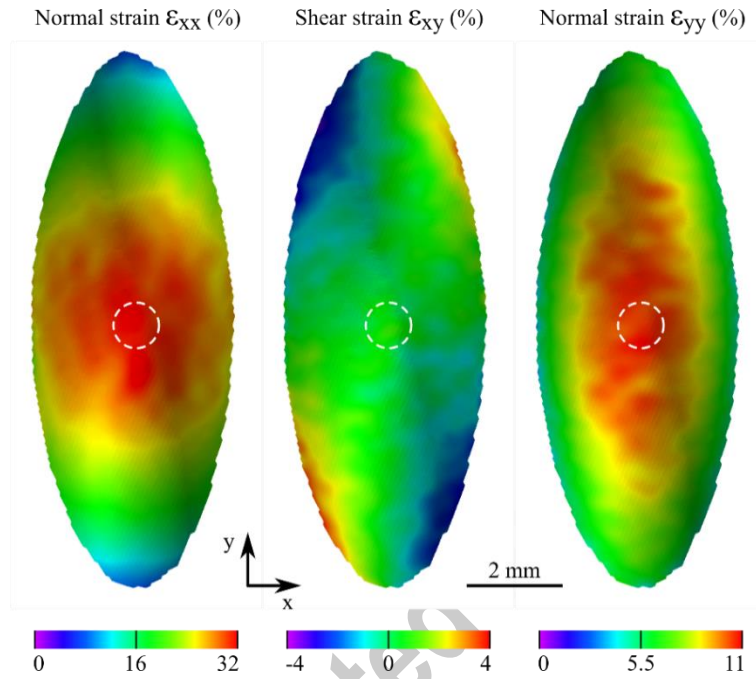 Normal strain εxx (%)
Shear strain εxy (%)
Normal strain εyy (%)
y
x
2 mm
0 16 32
-4 0 4
0 5.5 11